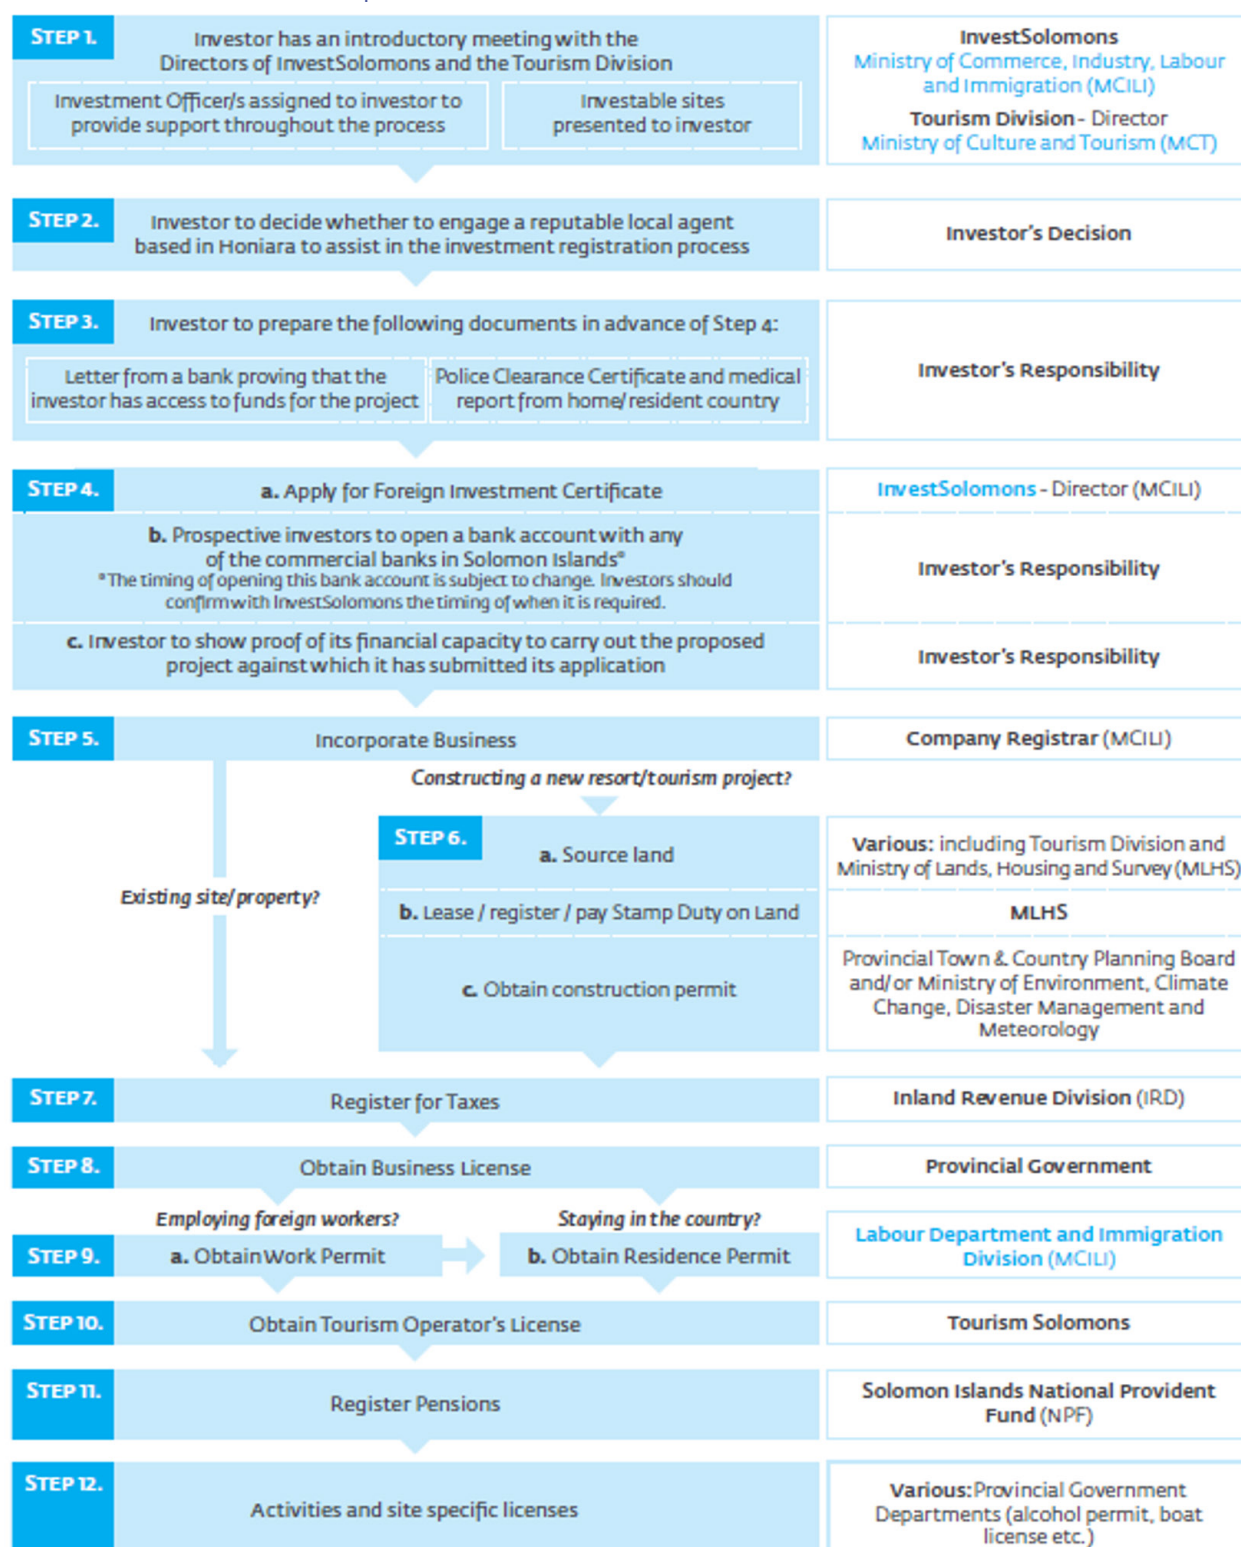 STEP 1.
Investor has an introductory meeting with the
Directors of InvestSolomons and the Tourism Division
Investment Officer/s assigned to investor to
provide support throughout the process
Investable sites
presented to investor
InvestSolomons
Ministry of Commerce, Industry, Labour
and Immigration (MCILI)
Tourism Division - Director
Ministry of Culture and Tourism (MCT)
STEP 2.
Investor to decide whether to engage a reputable local agent
based in Honiara to assist in the investment registration process
Investor's Decision
STEP 3.
Investor to prepare the following documents in advance of Step 4:
Letter from a bank proving that the
investor has access to funds for the project
Police Clearance Certificate and medical
report from home/resident country
Investor's Responsibility
STEP 4.
a. Apply for Foreign Investment Certificate
InvestSolomons - Director (MCILI)
b. Prospective investors to open a bank account with any
of the commercial banks in Solomon Islands*
*The timing of opening this bank account is subject to change. Investors should
confirm with InvestSolomons the timing of when it is required.
Investor's Responsibility
c. Investor to show proof of its financial capacity to carry out the proposed
project against which it has submitted its application
Investor's Responsibility
STEP 5.
Incorporate Business
Company Registrar (MCILI)
Constructing a new resort/tourism project?
Existing site/property?
STEP 6.
a. Source land
Various: including Tourism Division and
Ministry of Lands, Housing and Survey (MLHS)
b. Lease / register / pay Stamp Duty on Land
MLHS
c. Obtain construction permit
Provincial Town & Country Planning Board
and/or Ministry of Environment, Climate
Change, Disaster Management and
Meteorology
STEP 7.
Register for Taxes
Inland Revenue Division (IRD)
STEP 8.
Obtain Business License
Provincial Government
Employing foreign workers?
Staying in the country?
STEP 9.
a. Obtain Work Permit
b. Obtain Residence Permit
Labour Department and Immigration
Division (MCILI)
STEP 10.
Obtain Tourism Operator's License
Tourism Solomons
STEP 11.
Register Pensions
Solomon Islands National Provident
Fund (NPF)
STEP 12.
Activities and site specific licenses
Various: Provincial Government
Departments (alcohol permit, boat
license etc.)